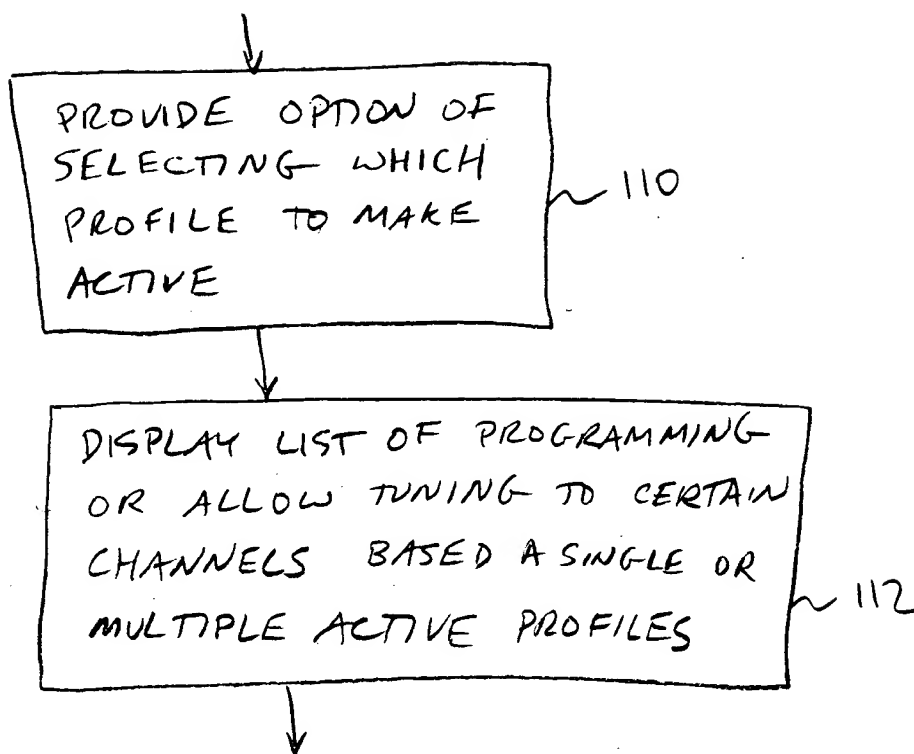 PROVIDE OPTION OF
SELECTING WHICH
PROFILE TO MAKE
ACTIVE
110
DISPLAY LIST OF PROGRAMMING
OR ALLOW TUNING TO CERTAIN
CHANNELS BASED A SINGLE OR
MULTIPLE ACTIVE PROFILES
112